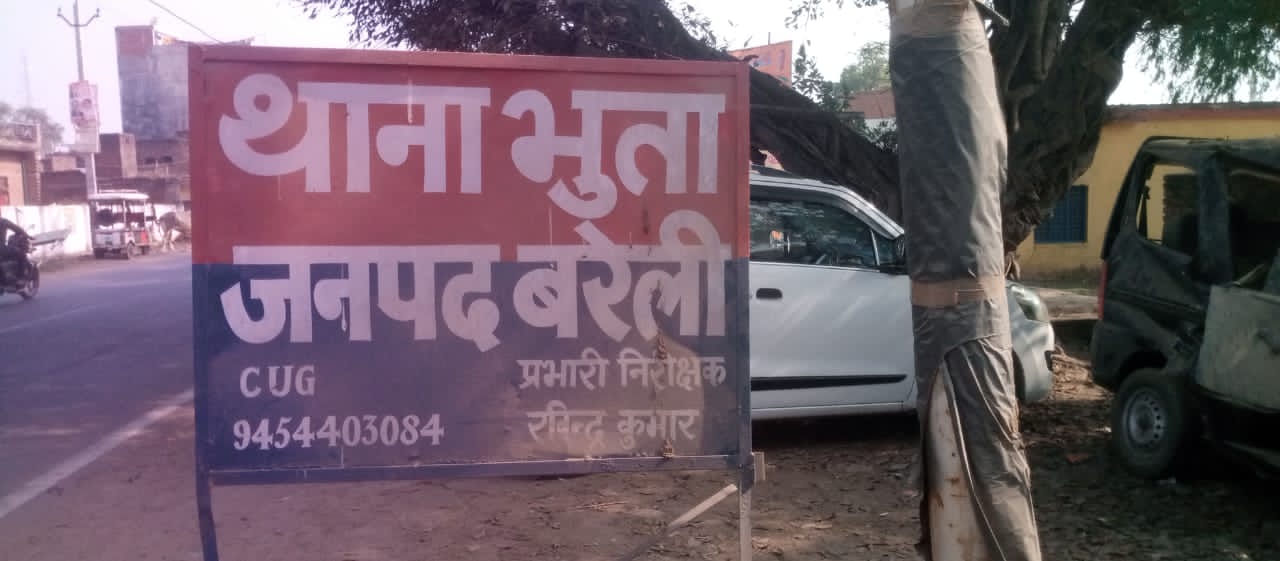 थाना भुता
जनपद बरेली
CUG
9454403084
प्रभारी निरीक्षक
रविन्द्र कुमार